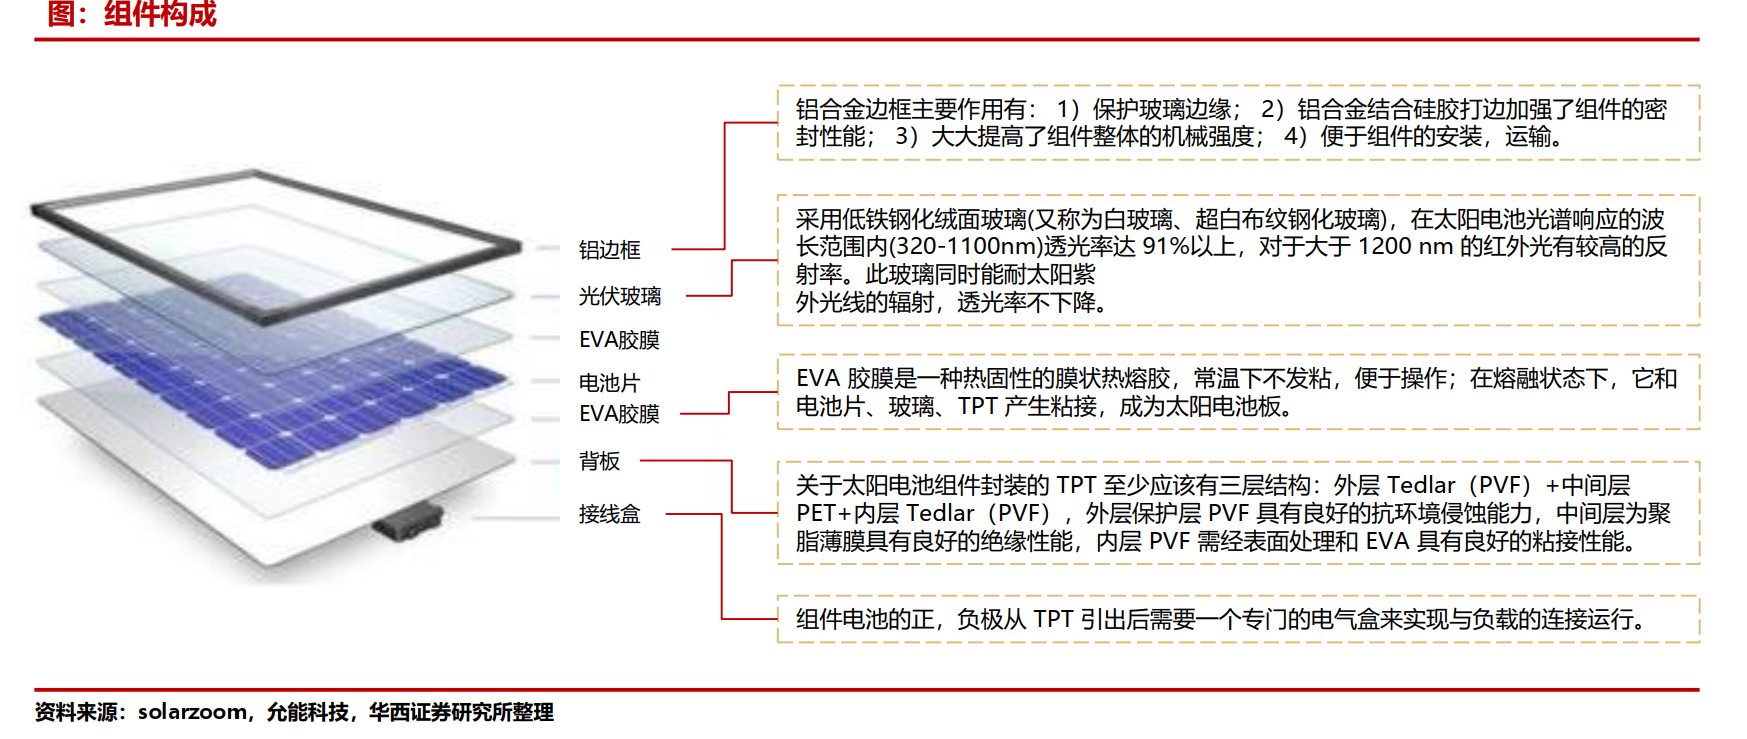 图：组件构成
铝合金边框主要作用有： 1）保护玻璃边缘； 2）铝合金结合硅胶打边加强了组件的密
封性能； 3）大大提高了组件整体的机械强度； 4）便于组件的安装，运输。
采用低铁钢化绒面玻璃(又称为白玻璃、超白布纹钢化玻璃)，在太阳电池光谱响应的波
长范围内(320-1100nm)透光率达 91%以上，对于大于 1200 nm 的红外光有较高的反
射率。此玻璃同时能耐太阳紫
外光线的辐射，透光率不下降。
铝边框
光伏玻璃
EVA胶膜
电池片
EVA胶膜
背板
接线盒
EVA 胶膜是一种热固性的膜状热熔胶，常温下不发粘，便于操作；在熔融状态下，它和
电池片、玻璃、TPT 产生粘接，成为太阳电池板。
关于太阳电池组件封装的 TPT 至少应该有三层结构：外层 Tedlar（PVF）+中间层
PET+内层 Tedlar（PVF），外层保护层 PVF 具有良好的抗环境侵蚀能力，中间层为聚
脂薄膜具有良好的绝缘性能，内层 PVF 需经表面处理和 EVA 具有良好的粘接性能。
组件电池的正，负极从 TPT 引出后需要一个专门的电气盒来实现与负载的连接运行。
资料来源：solarzoom，允能科技，华西证券研究所整理